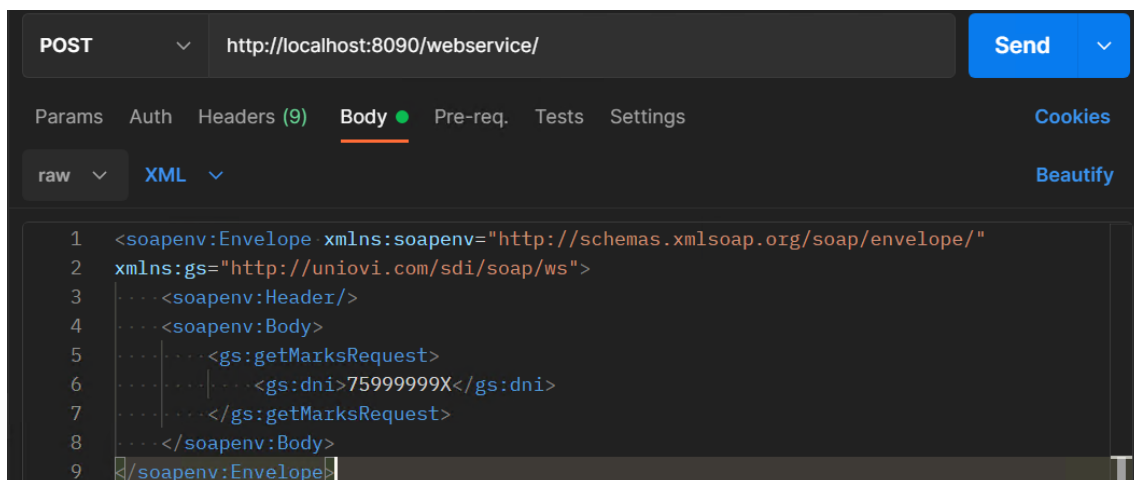 POST http://localhost:8090/webservice/ Send
Params Auth Headers (9) Body Pre-req. Tests Settings Cookies
raw XML Beautify
1 <soapenv:Envelope xmlns:soapenv="http://schemas.xmlsoap.org/soap/envelope/"
2 xmlns:gs="http://uniovi.com/sdi/soap/ws">
3 <soapenv:Header/>
4 <soapenv:Body>
5 <gs:getMarksRequest>
6 <gs:dni>75999999X</gs:dni>
7 </gs:getMarksRequest>
8 </soapenv:Body>
9 </soapenv:Envelope>